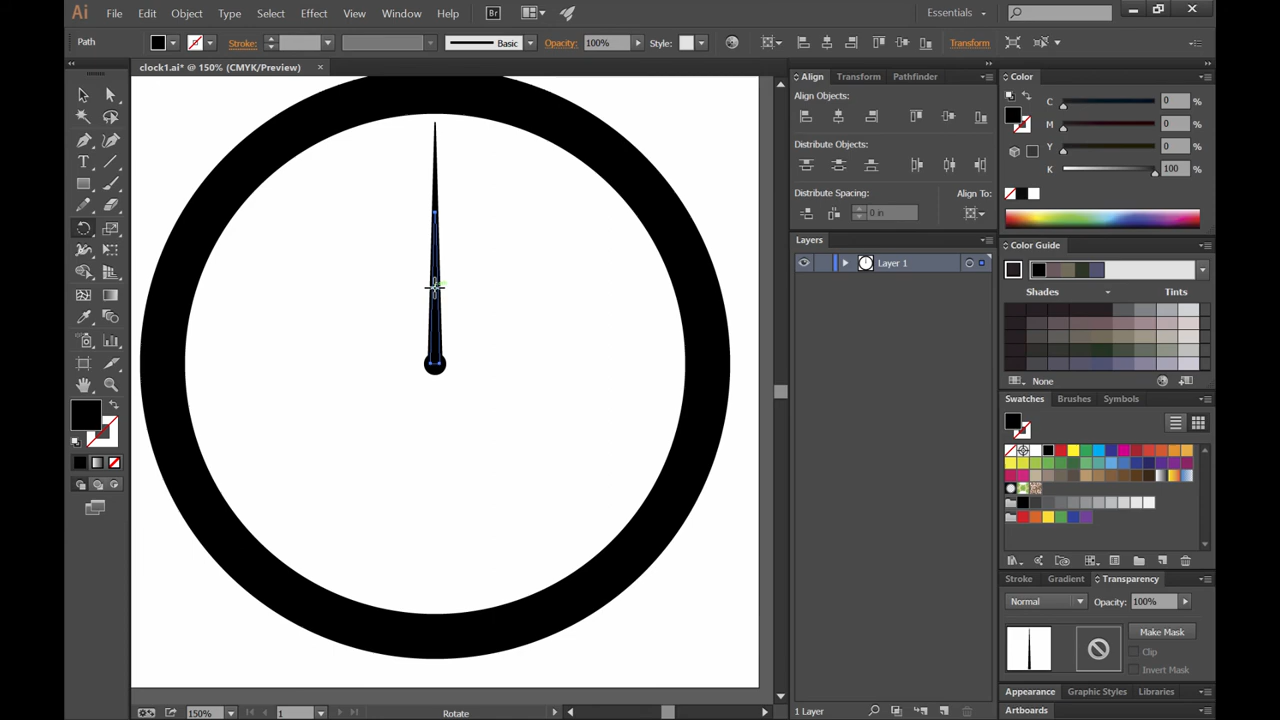 Ai File Edit Object Type Select Effect View Window Help Br Essentials
Path Stroke: Basic Opacity: 100% Style: Transform
clock1.ai* @ 150% (CMYK/Preview) ×
Align Transform Pathfinder
Align Objects:
Distribute Objects:
Distribute Spacing: Align To:
0 in
Layers
Layer 1
1 Layer
Color
C 0 %
M 0 %
Y 0 %
K 100 %
Color Guide
Shades Tints
None
Swatches Brushes Symbols
Stroke Gradient Transparency
Normal Opacity: 100%
Make Mask
Clip
Invert Mask
Appearance Graphic Styles Libraries
Artboards
150% 1 Rotate